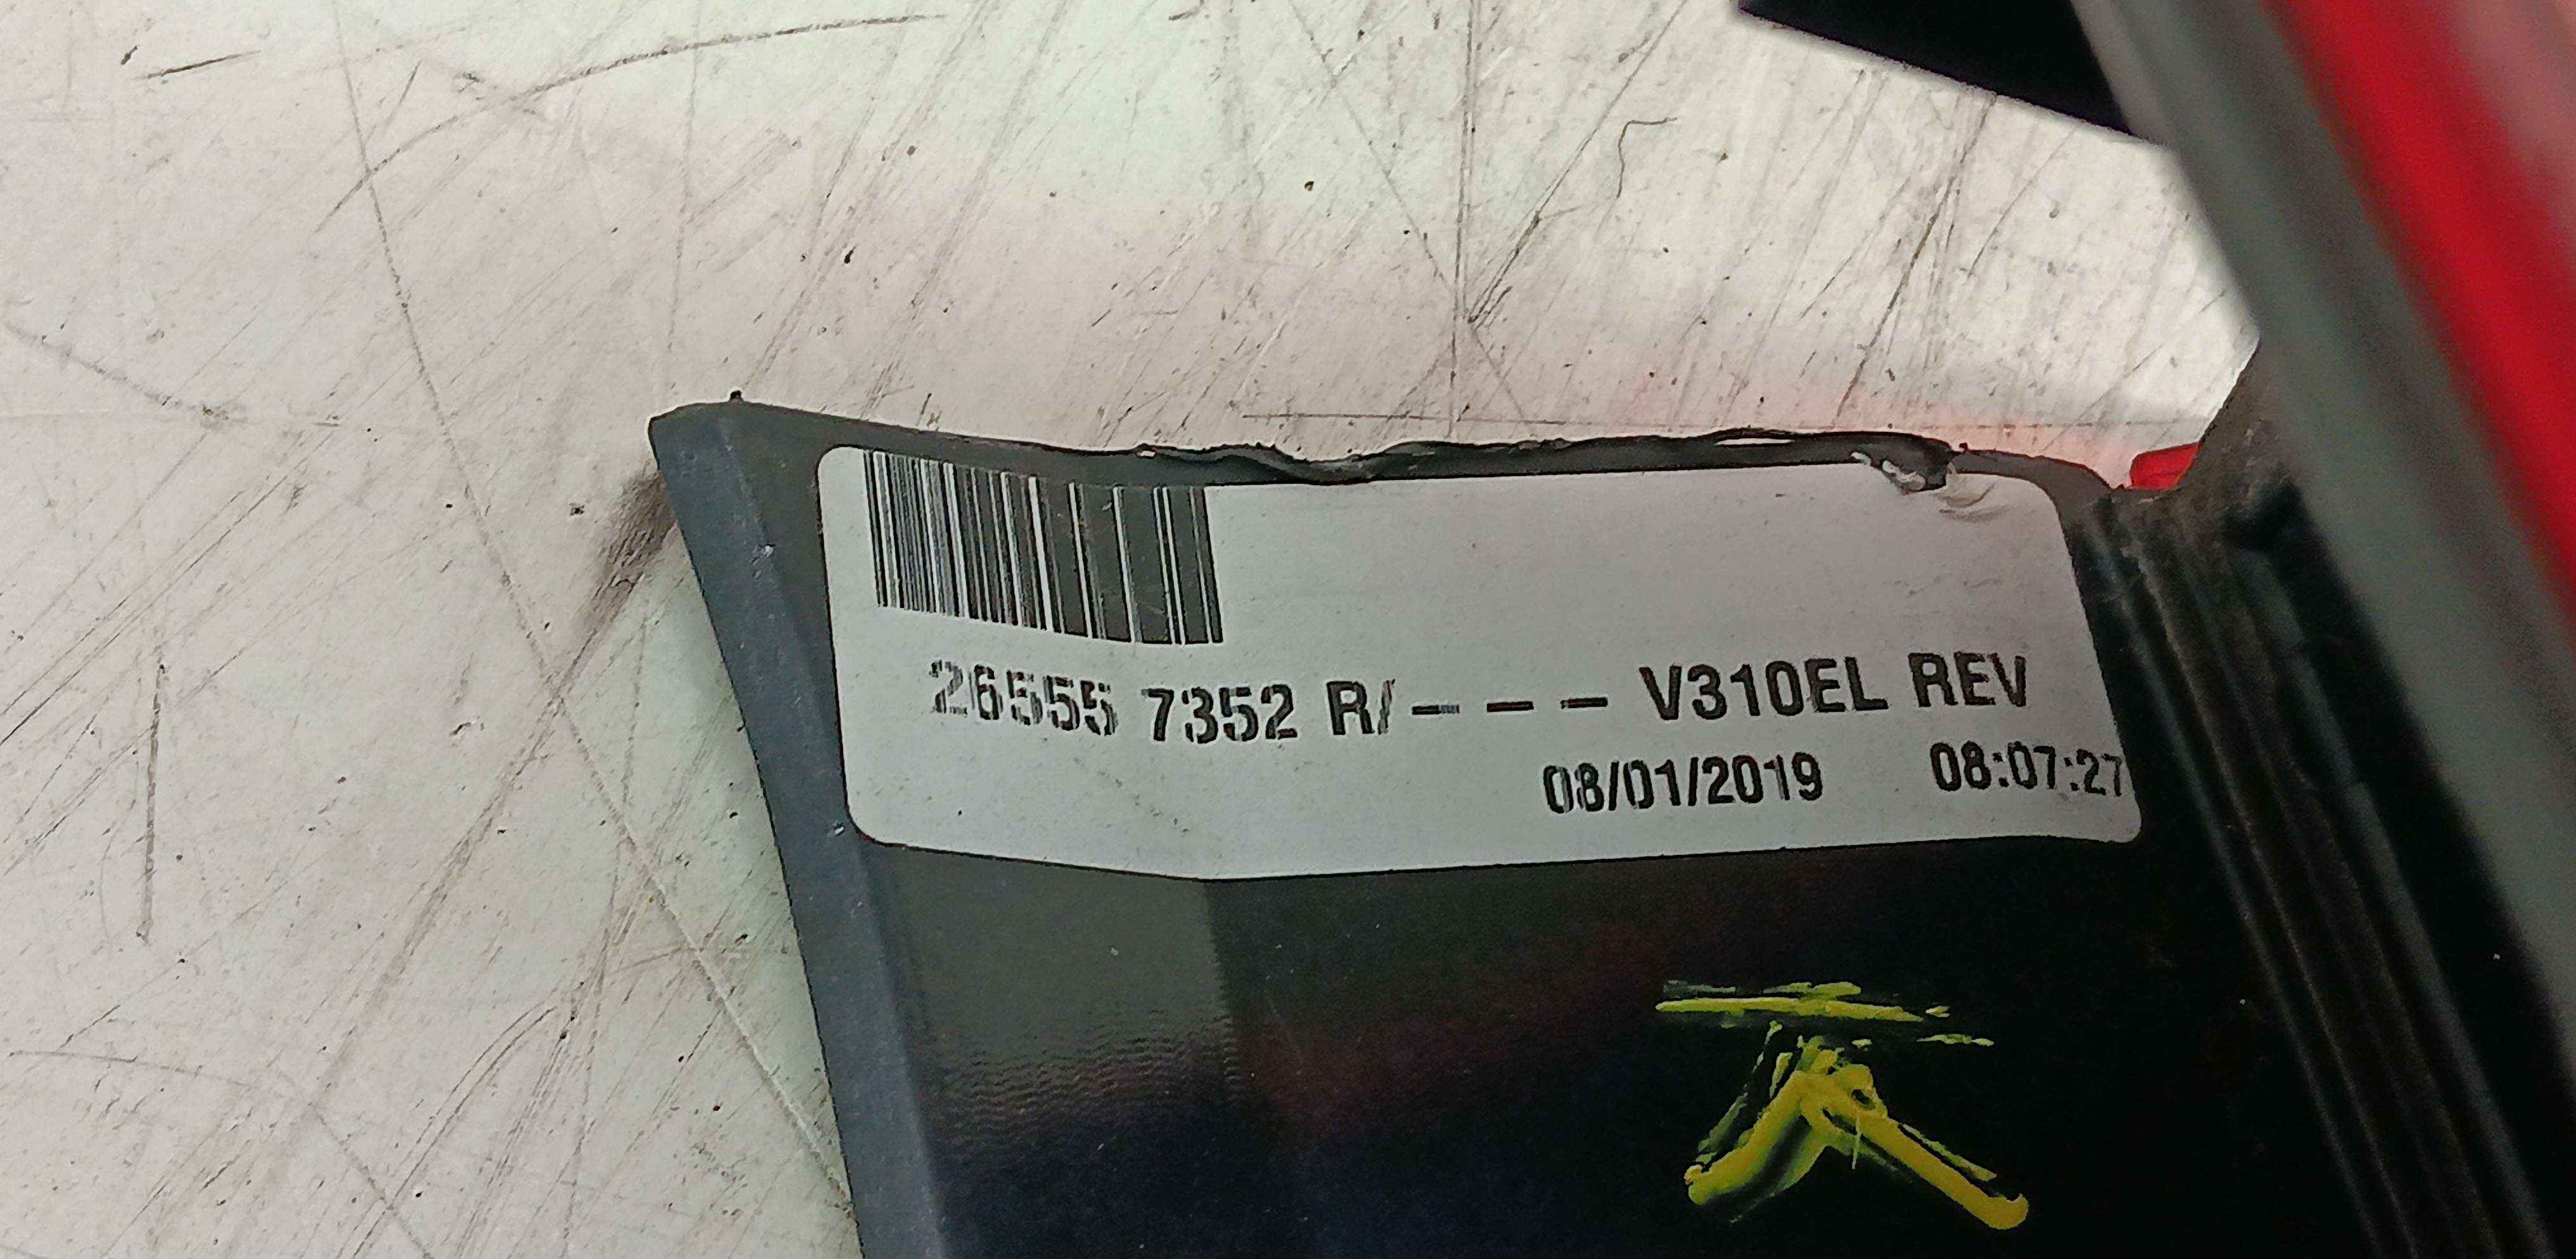 26555 7352 R/- - - V310EL REV
08/01/2019 08:07:27